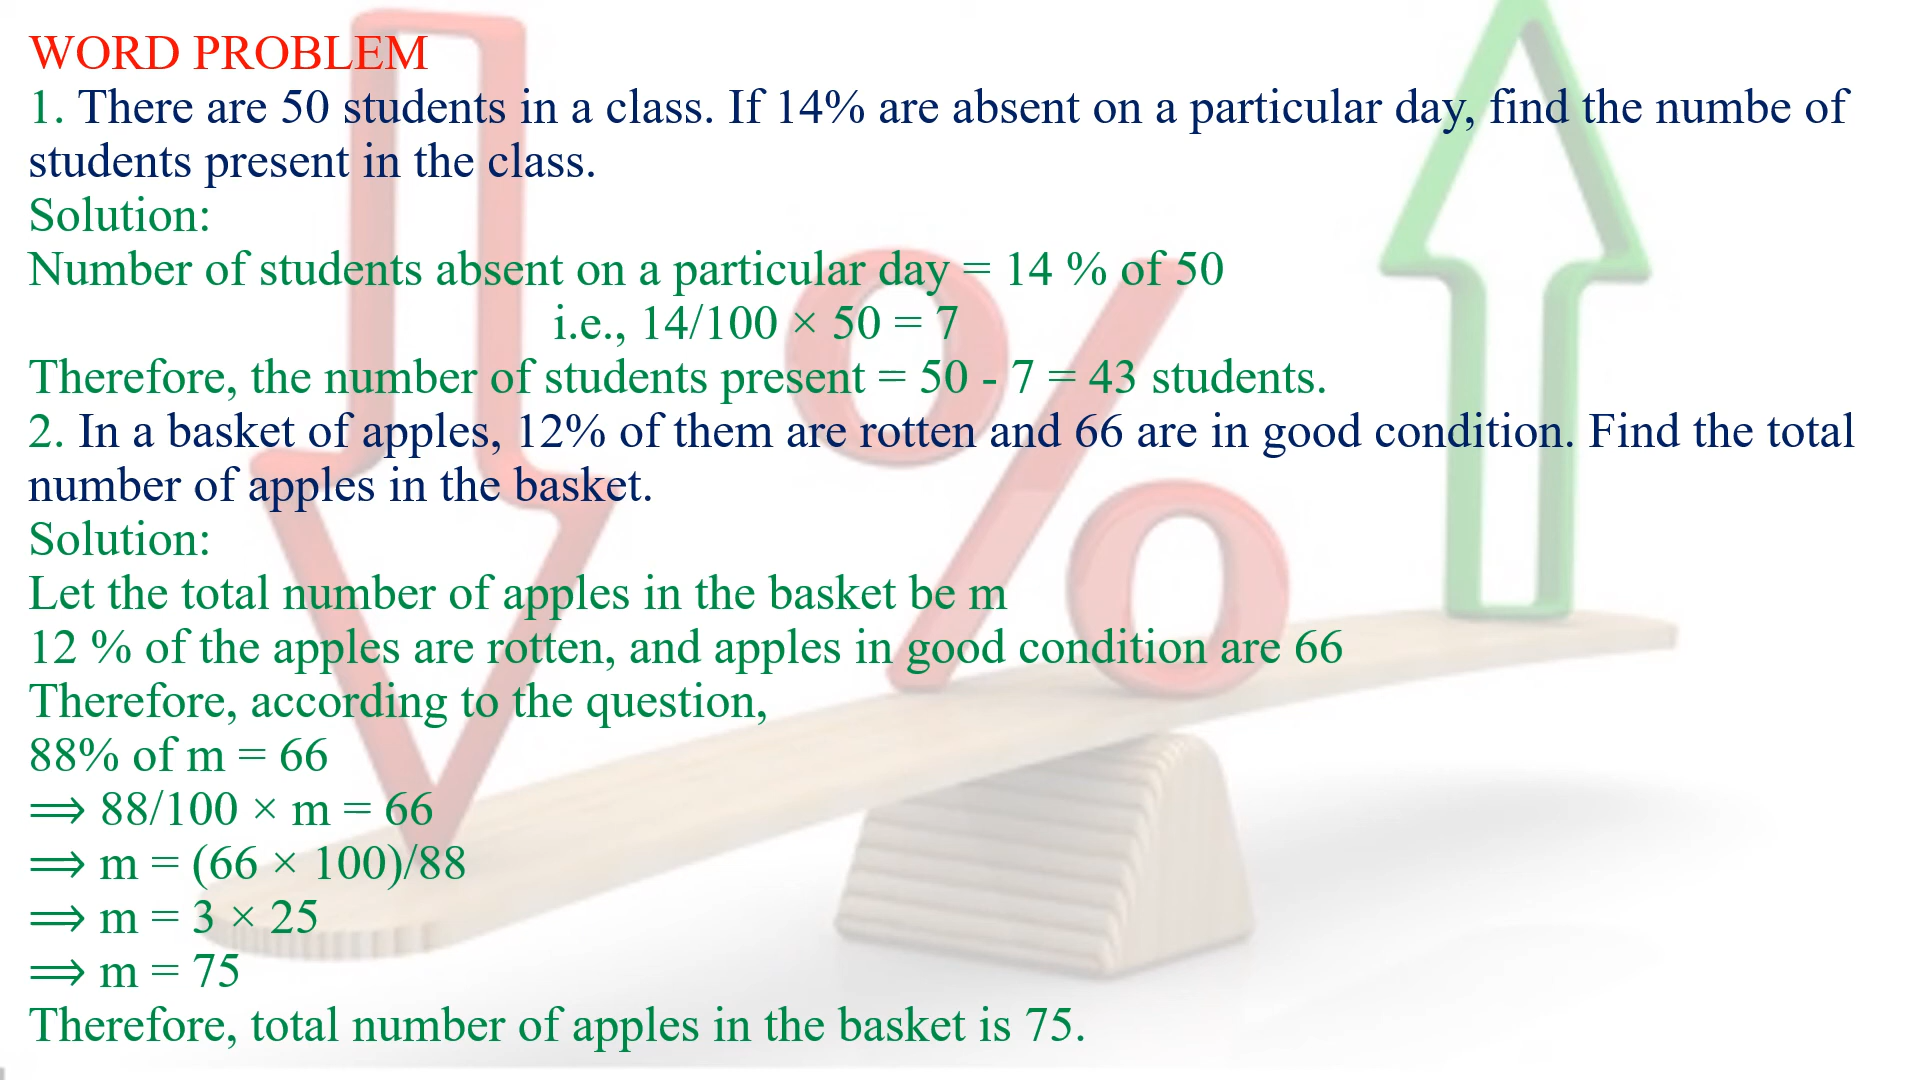 WORD PROBLEM
1. There are 50 students in a class. If 14% are absent on a particular day, find the numbe of
students present in the class.
Solution:
Number of students absent on a particular day = 14 % of 50
i.e., 14/100 × 50 = 7
Therefore, the number of students present = 50 - 7 = 43 students.
2. In a basket of apples, 12% of them are rotten and 66 are in good condition. Find the total
number of apples in the basket.
Solution:
Let the total number of apples in the basket be m
12 % of the apples are rotten, and apples in good condition are 66
Therefore, according to the question,
88% of m = 66
⟹ 88/100 × m = 66
⟹ m = (66 × 100)/88
⟹ m = 3 × 25
⟹ m = 75
Therefore, total number of apples in the basket is 75.
%